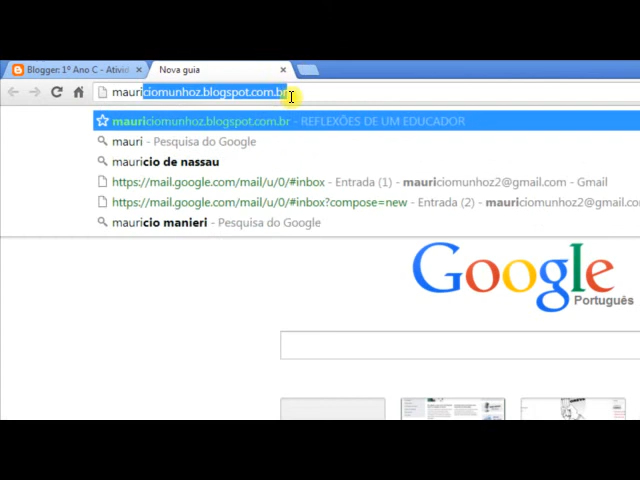 Blogger: 1º Ano C - Ativid
Nova guia
mauriciomunhoz.blogspot.com.br
mauriciomunhoz.blogspot.com.br - REFLEXÕES DE UM EDUCADOR
mauri - Pesquisa do Google
mauricio de nassau
https://mail.google.com/mail/u/0/#inbox - Entrada (1) - mauriciomunhoz2@gmail.com - Gmail
https://mail.google.com/mail/u/0/#inbox?compose=new - Entrada (2) - mauriciomunhoz2@gmail.co
mauricio manieri - Pesquisa do Google
Google
Português